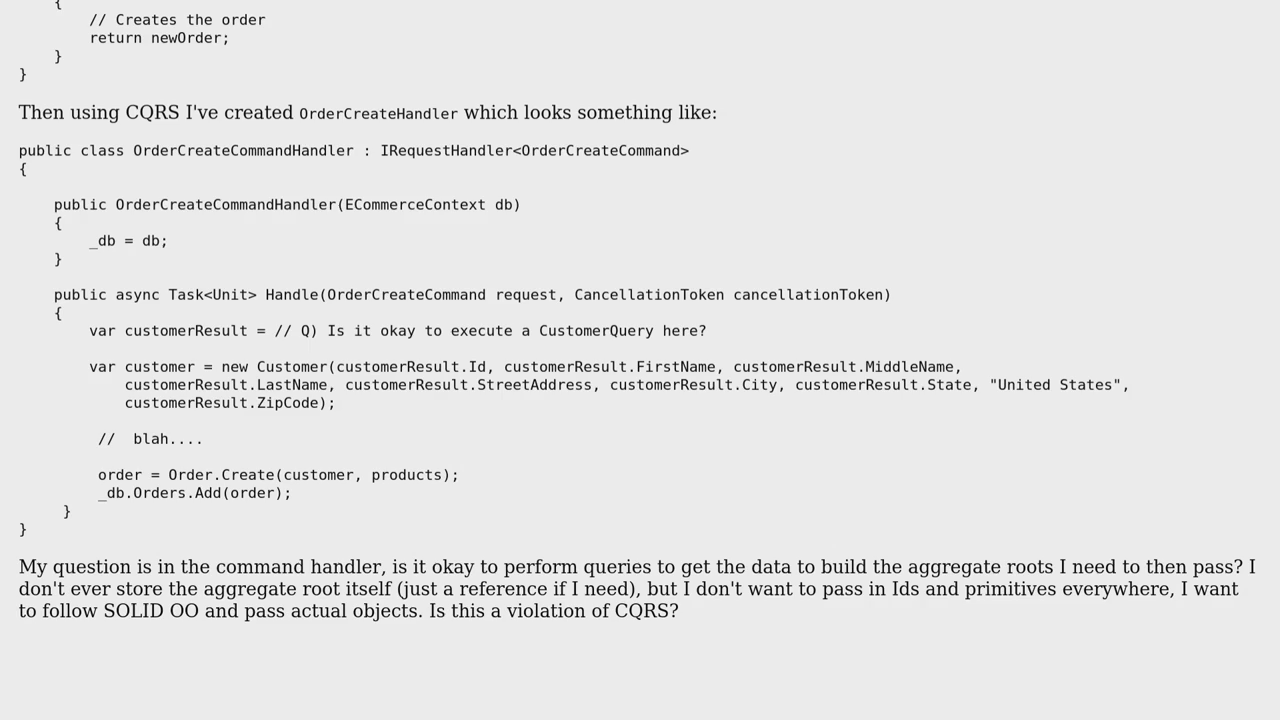 {
        // Creates the order
        return newOrder;
    }
}
Then using CQRS I've created OrderCreateHandler which looks something like:
public class OrderCreateCommandHandler : IRequestHandler<OrderCreateCommand>
{
    public OrderCreateCommandHandler(ECommerceContext db)
    {
        _db = db;
    }
    public async Task<Unit> Handle(OrderCreateCommand request, CancellationToken cancellationToken)
    {
        var customerResult = // Q) Is it okay to execute a CustomerQuery here?
        var customer = new Customer(customerResult.Id, customerResult.FirstName, customerResult.MiddleName,
            customerResult.LastName, customerResult.StreetAddress, customerResult.City, customerResult.State, "United States",
            customerResult.ZipCode);
         //  blah....
         order = Order.Create(customer, products);
         _db.Orders.Add(order);
     }
}
My question is in the command handler, is it okay to perform queries to get the data to build the aggregate roots I need to then pass? I
don't ever store the aggregate root itself (just a reference if I need), but I don't want to pass in Ids and primitives everywhere, I want
to follow SOLID OO and pass actual objects. Is this a violation of CQRS?